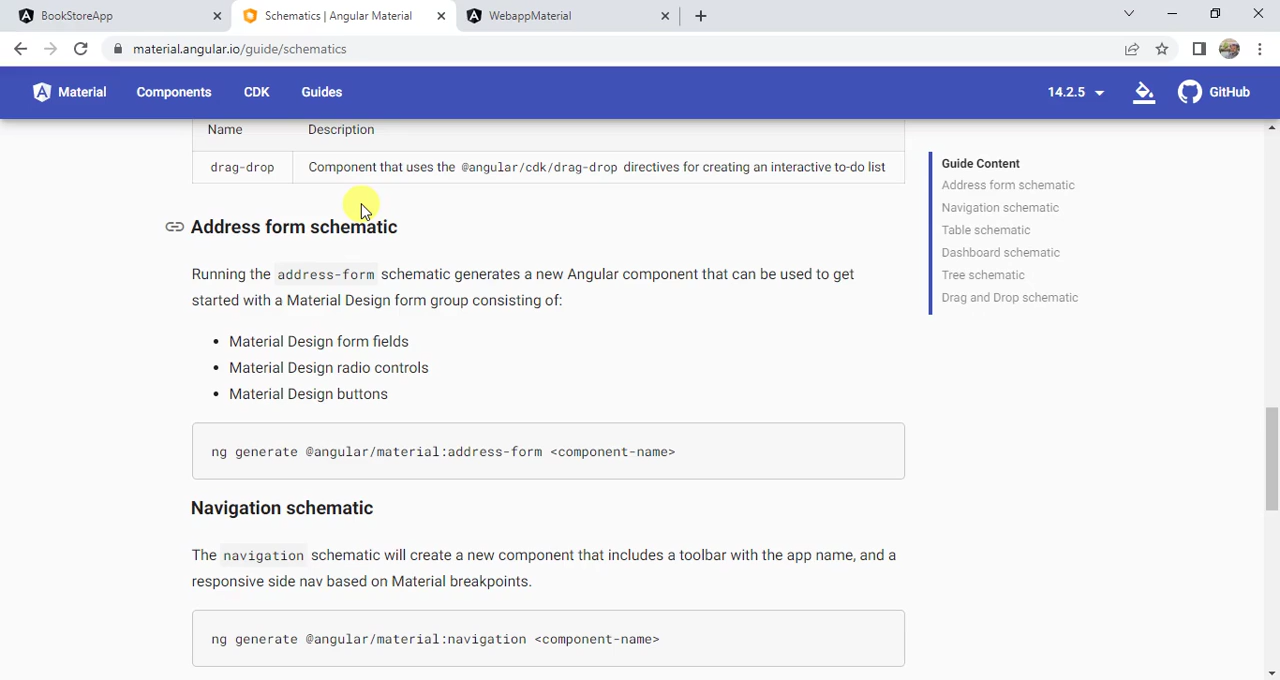 BookStoreApp
Schematics | Angular Material
WebappMaterial
material.angular.io/guide/schematics
Material
Components
CDK
Guides
14.2.5
GitHub
Name
Description
drag-drop
Component that uses the @angular/cdk/drag-drop directives for creating an interactive to-do list
Address form schematic
Running the address-form schematic generates a new Angular component that can be used to get
started with a Material Design form group consisting of:
• Material Design form fields
• Material Design radio controls
• Material Design buttons
ng generate @angular/material:address-form <component-name>
Navigation schematic
The navigation schematic will create a new component that includes a toolbar with the app name, and a
responsive side nav based on Material breakpoints.
ng generate @angular/material:navigation <component-name>
Guide Content
Address form schematic
Navigation schematic
Table schematic
Dashboard schematic
Tree schematic
Drag and Drop schematic